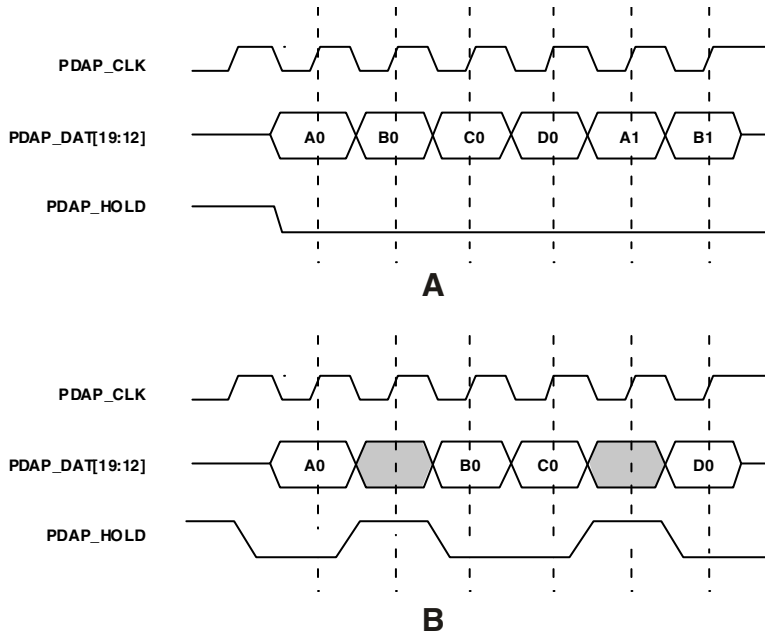 PDAP_CLK
PDAP_DAT[19:12] A0 B0 C0 D0 A1 B1
PDAP_HOLD
A
PDAP_CLK
PDAP_DAT[19:12] A0 B0 C0 D0
PDAP_HOLD
B